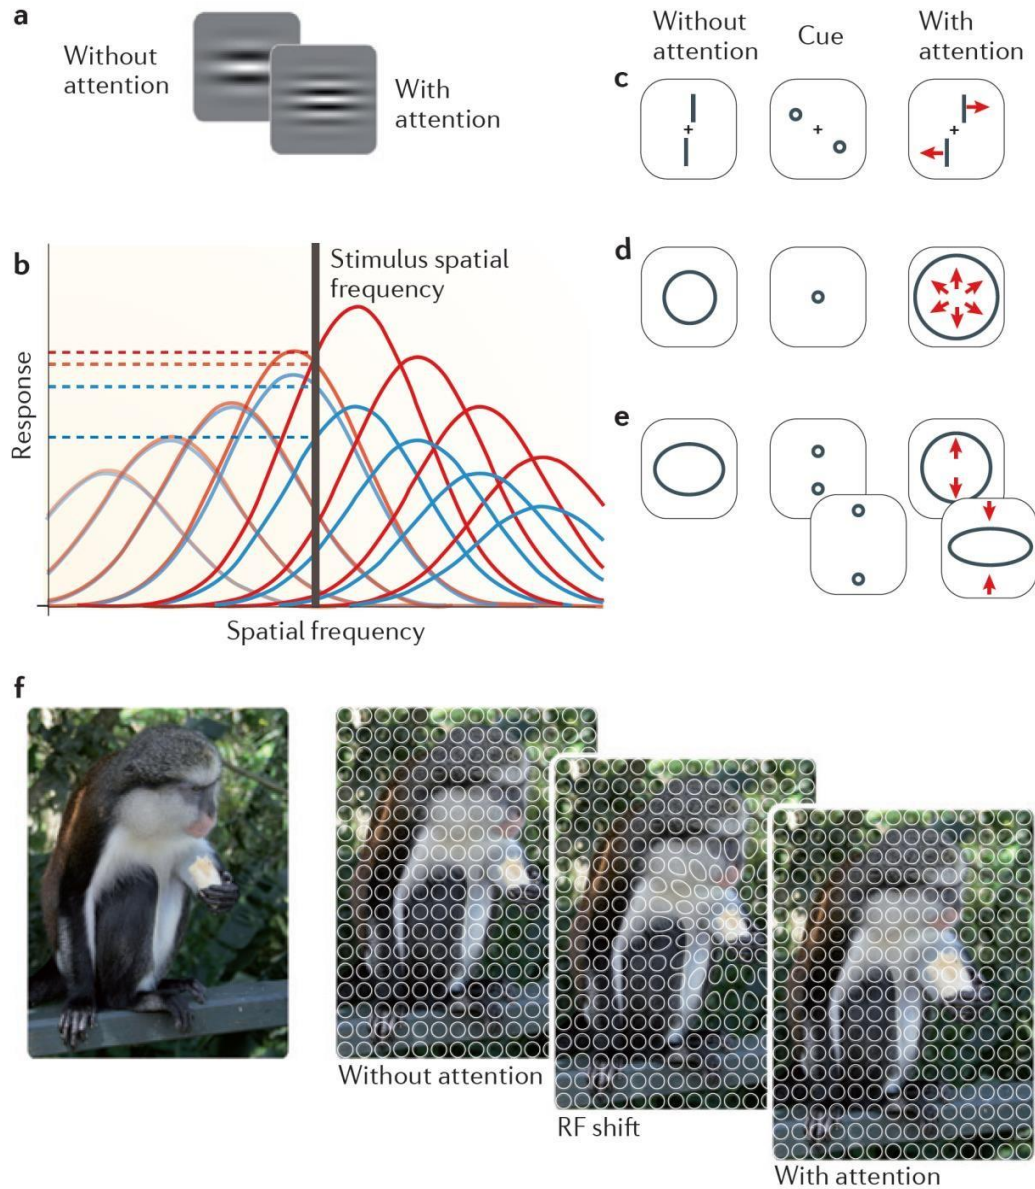 a
Without
attention
With
attention
Without
attention
Cue
With
attention
c
+
+
+
b
Stimulus spatial
frequency
Response
Spatial frequency
d
e
f
Without attention
RF shift
With attention